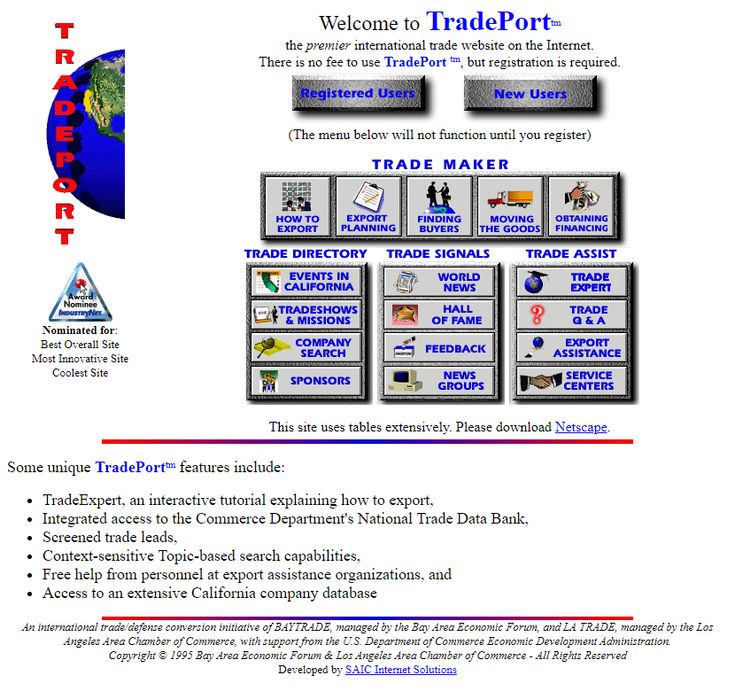 TRADEPORT
Welcome to TradePort™
the premier international trade website on the Internet.
There is no fee to use TradePort ™, but registration is required.
Registered Users
New Users
(The menu below will not function until you register)
TRADE MAKER
HOW TO EXPORT
EXPORT PLANNING
FINDING BUYERS
MOVING THE GOODS
OBTAINING FINANCING
TRADE DIRECTORY
EVENTS IN CALIFORNIA
TRADESHOWS & MISSIONS
COMPANY SEARCH
SPONSORS
TRADE SIGNALS
WORLD NEWS
HALL OF FAME
FEEDBACK
NEWS GROUPS
TRADE ASSIST
TRADE EXPERT
TRADE Q & A
EXPORT ASSISTANCE
SERVICE CENTERS
Award
Nominee
INDUSTRY.NET
Nominated for:
Best Overall Site
Most Innovative Site
Coolest Site
This site uses tables extensively. Please download Netscape.
Some unique TradePort™ features include:
• TradeExpert, an interactive tutorial explaining how to export,
• Integrated access to the Commerce Department's National Trade Data Bank,
• Screened trade leads,
• Context-sensitive Topic-based search capabilities,
• Free help from personnel at export assistance organizations, and
• Access to an extensive California company database
An international trade/defense conversion initiative of BAYTRADE, managed by the Bay Area Economic Forum, and LA TRADE, managed by the Los
Angeles Area Chamber of Commerce, with support from the U.S. Department of Commerce Economic Development Administration.
Copyright © 1995 Bay Area Economic Forum & Los Angeles Area Chamber of Commerce - All Rights Reserved
Developed by SAIC Internet Solutions